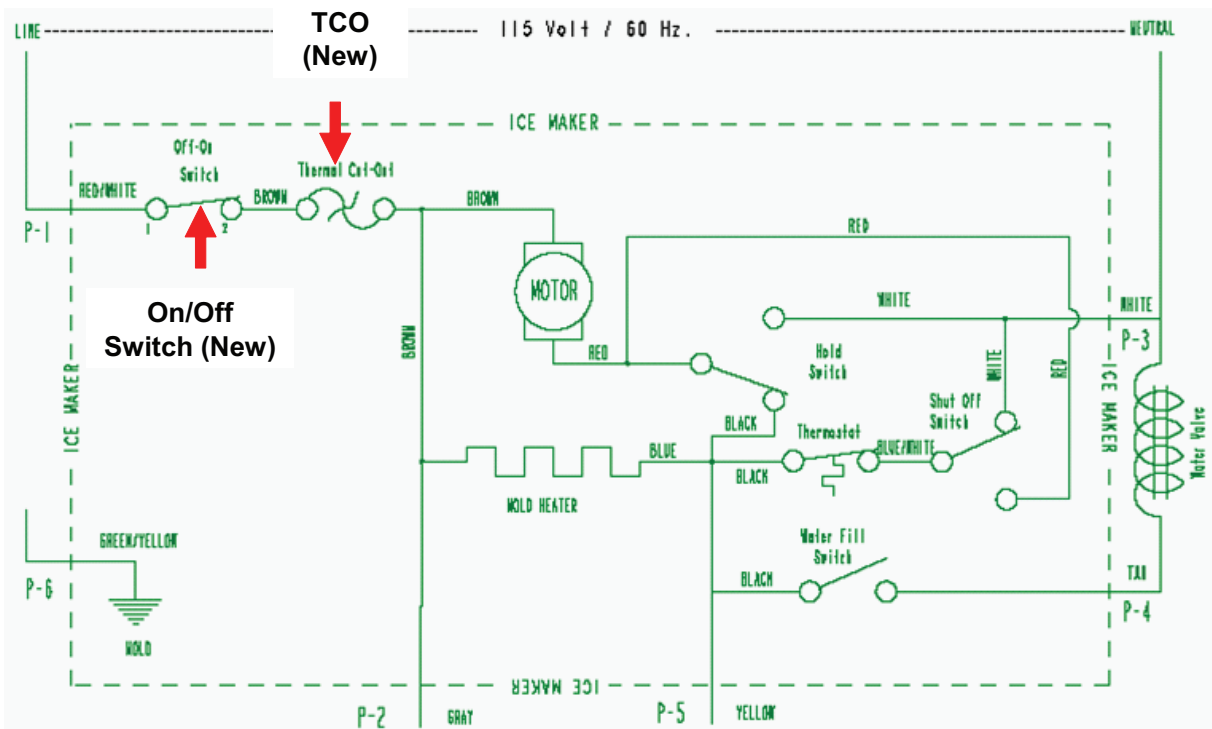 TCO
(New)
LINE
115 Volt / 60 Hz.
NEUTRAL
ICE MAKER
Off-On
Switch
Thermal Cut-Out
RED/WHITE
BROWN
BROWN
P-1
1
2
RED
On/Off
Switch (New)
MOTOR
WHITE
WHITE
P-3
BROWN
RED
Hold
Switch
WHITE
RED
ICE MAKER
ICE MAKER
Shut Off
Switch
BLACK
Thermostat
BLUE
BLUE/WHITE
BLACK
Water Valve
MOLD HEATER
Water Fill
Switch
GREEN/YELLOW
P-6
BLACK
TAN
P-4
MOLD
ICE MAKER
P-2
GRAY
P-5
YELLOW